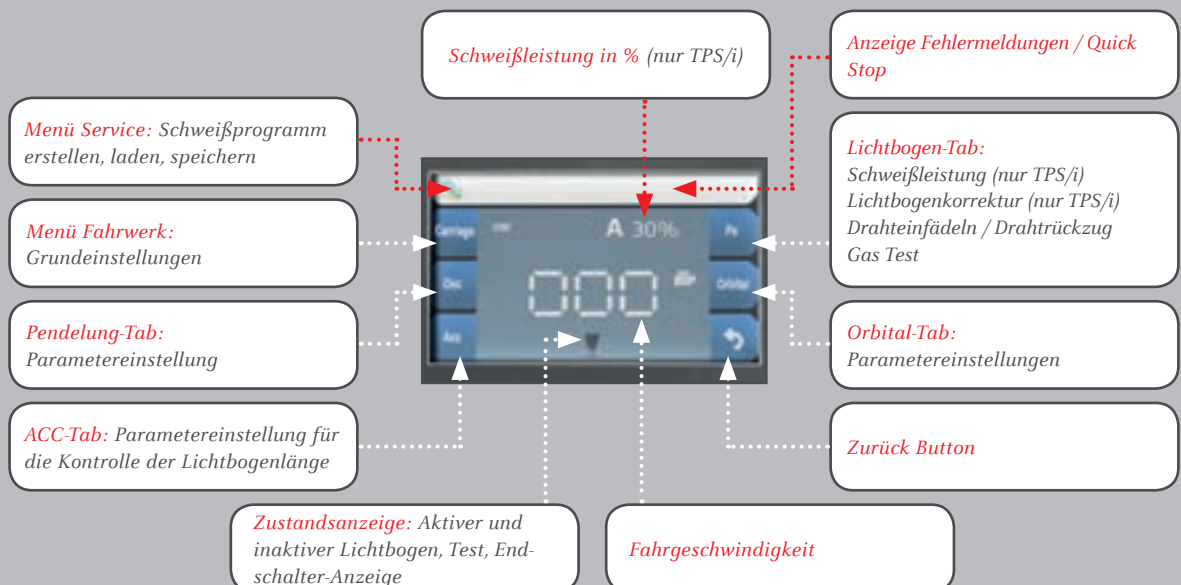 Schweißleistung in % (nur TPS/i)
Anzeige Fehlermeldungen / Quick
Stop
Menü Service: Schweißprogramm
erstellen, laden, speichern
Lichtbogen-Tab:
Schweißleistung (nur TPS/i)
Lichtbogenkorrektur (nur TPS/i)
Drahteinfädeln / Drahtrückzug
Gas Test
Menü Fahrwerk:
Grundeinstellungen
Pendelung-Tab:
Parametereinstellung
Orbital-Tab:
Parametereinstellungen
ACC-Tab: Parametereinstellung für
die Kontrolle der Lichtbogenlänge
Zurück Button
Zustandsanzeige: Aktiver und
inaktiver Lichtbogen, Test, End-
schalter-Anzeige
Fahrgeschwindigkeit
Carriage
A 30%
Osc
000
Orbital
Acc